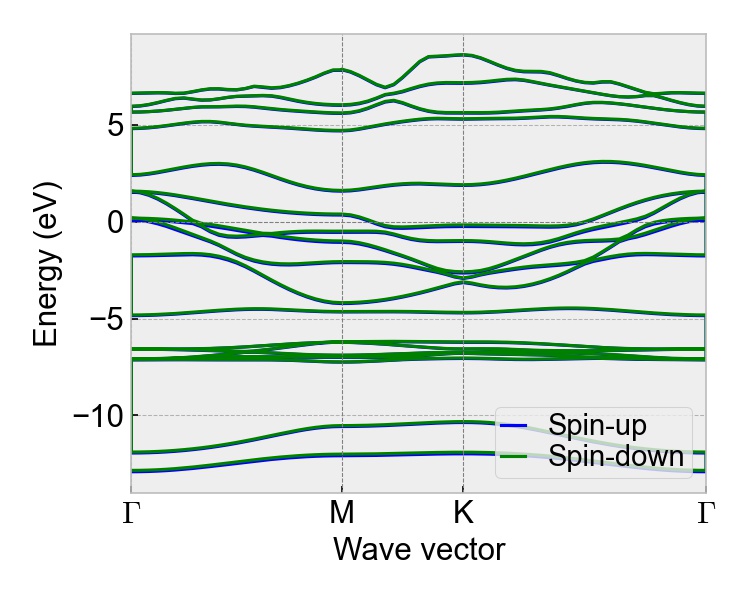 Energy (eV)
5
0
−5
−10
Spin-up
Spin-down
Γ
M
K
Γ
Wave vector